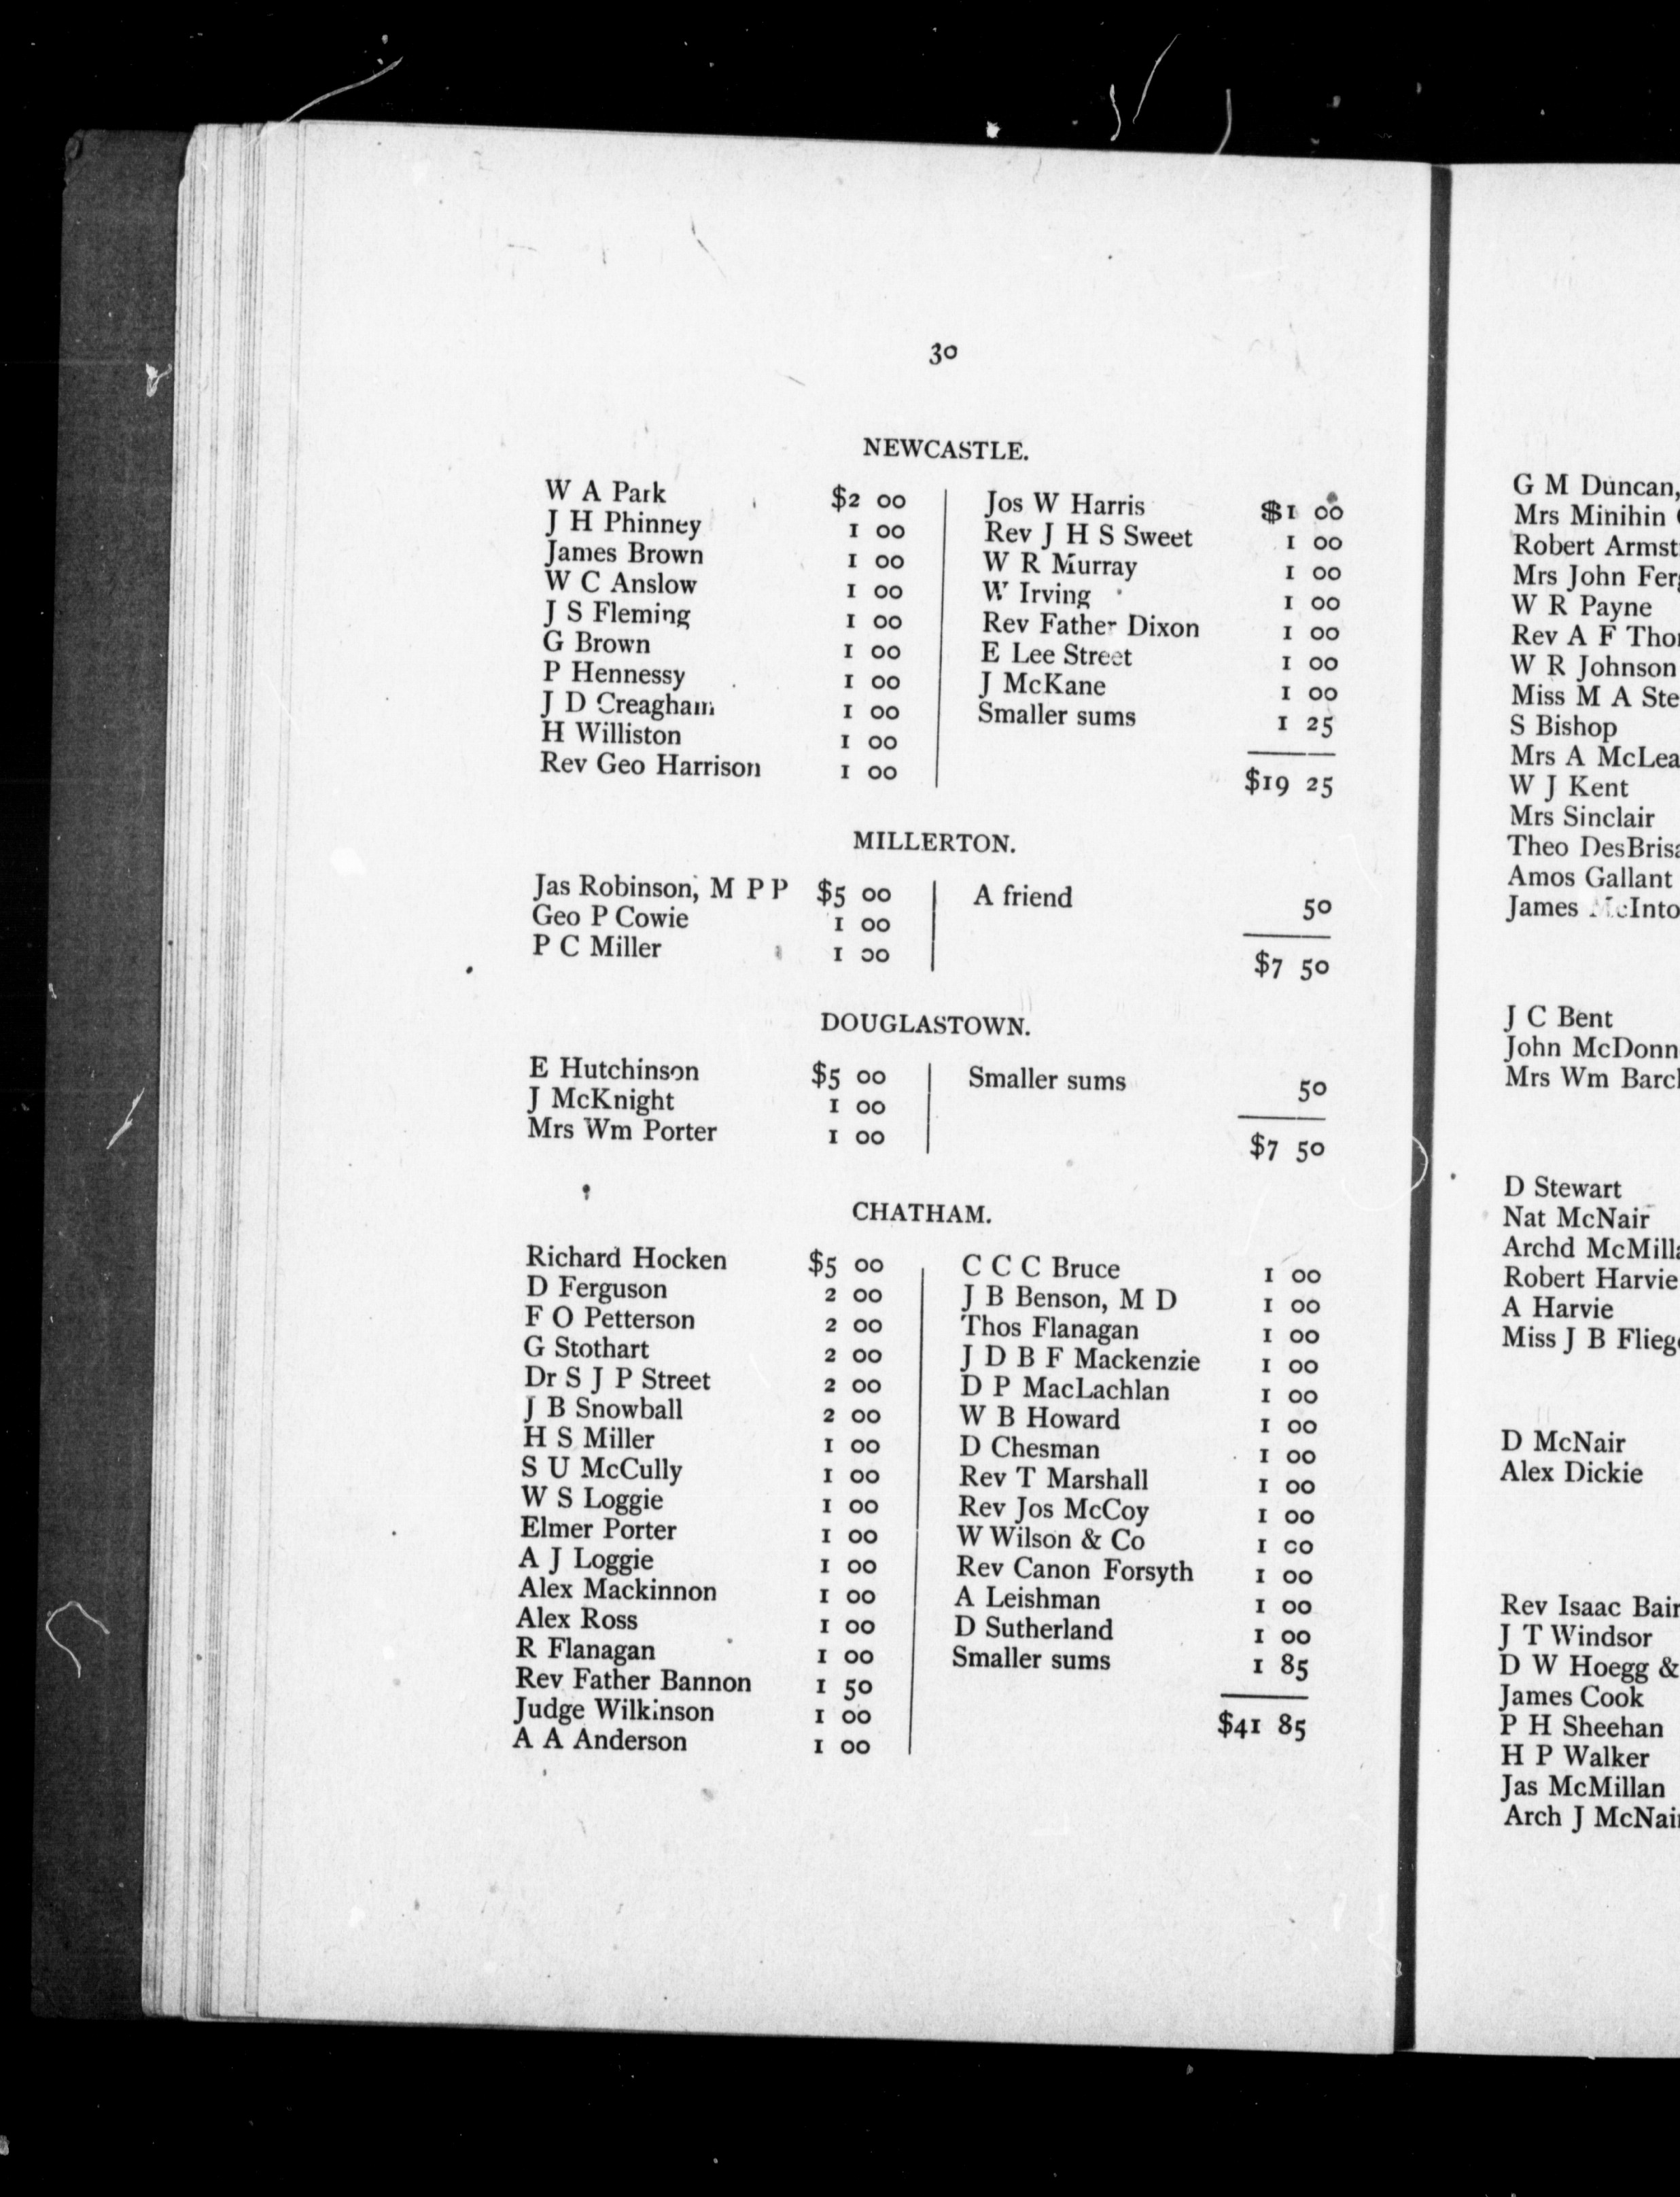 30
NEWCASTLE.
W A Park $2 00
J H Phinney 1 00
James Brown 1 00
W C Anslow 1 00
J S Fleming 1 00
G Brown 1 00
P Hennessy 1 00
J D Creagham 1 00
H Williston 1 00
Rev Geo Harrison 1 00
Jos W Harris $1 00
Rev J H S Sweet 1 00
W R Murray 1 00
W Irving 1 00
Rev Father Dixon 1 00
E Lee Street 1 00
J McKane 1 00
Smaller sums 1 25
$19 25
MILLERTON.
Jas Robinson, M P P $5 00
Geo P Cowie 1 00
P C Miller 1 00
A friend 50
$7 50
DOUGLASTOWN.
E Hutchinson $5 00
J McKnight 1 00
Mrs Wm Porter 1 00
Smaller sums 50
$7 50
CHATHAM.
Richard Hocken $5 00
D Ferguson 2 00
F O Petterson 2 00
G Stothart 2 00
Dr S J P Street 2 00
J B Snowball 2 00
H S Miller 1 00
S U McCully 1 00
W S Loggie 1 00
Elmer Porter 1 00
A J Loggie 1 00
Alex Mackinnon 1 00
Alex Ross 1 00
R Flanagan 1 00
Rev Father Bannon 1 50
Judge Wilkinson 1 00
A A Anderson 1 00
C C C Bruce 1 00
J B Benson, M D 1 00
Thos Flanagan 1 00
J D B F Mackenzie 1 00
D P MacLachlan 1 00
W B Howard 1 00
D Chesman 1 00
Rev T Marshall 1 00
Rev Jos McCoy 1 00
W Wilson & Co 1 00
Rev Canon Forsyth 1 00
A Leishman 1 00
D Sutherland 1 00
Smaller sums 1 85
$41 85
G M Duncan,
Mrs Minihin
Robert Armst
Mrs John Fer
W R Payne
Rev A F Tho
W R Johnson
Miss M A Ste
S Bishop
Mrs A McLea
W J Kent
Mrs Sinclair
Theo DesBrisa
Amos Gallant
James McInto
J C Bent
John McDonn
Mrs Wm Barcl
D Stewart
Nat McNair
Archd McMilla
Robert Harvie
A Harvie
Miss J B Flieg
D McNair
Alex Dickie
Rev Isaac Bair
J T Windsor
D W Hoegg &
James Cook
P H Sheehan
H P Walker
Jas McMillan
Arch J McNair